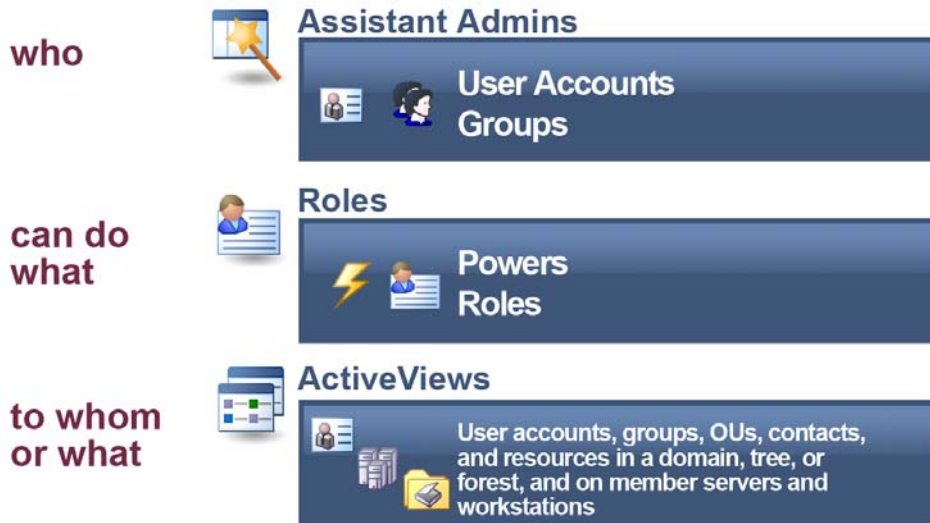 who
Assistant Admins
User Accounts
Groups
can do
what
Roles
Powers
Roles
to whom
or what
ActiveViews
User accounts, groups, OUs, contacts,
and resources in a domain, tree, or
forest, and on member servers and
workstations